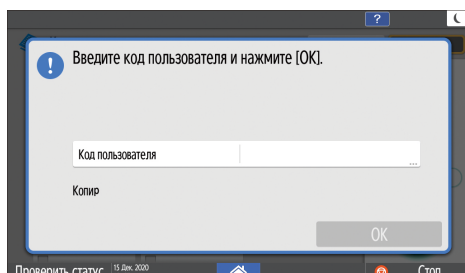 ?
Введите код пользователя и нажмите [OK].
Код пользователя
...
Копир
OK
Проверить статус 15 Дек. 2020
Стоп